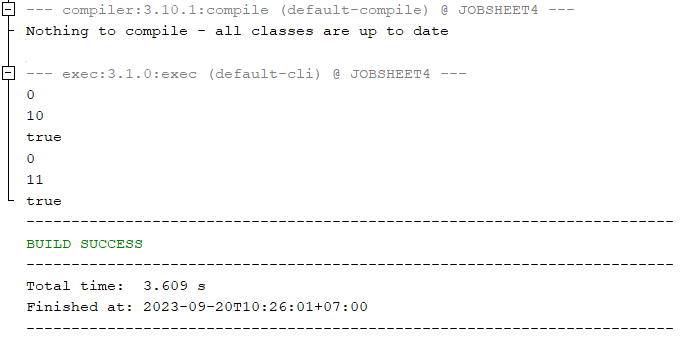 --- compiler:3.10.1:compile (default-compile) @ JOBSHEET4 ---
Nothing to compile - all classes are up to date
--- exec:3.1.0:exec (default-cli) @ JOBSHEET4 ---
0
10
true
0
11
true
------------------------------------------------------------------------
BUILD SUCCESS
------------------------------------------------------------------------
Total time:  3.609 s
Finished at: 2023-09-20T10:26:01+07:00
------------------------------------------------------------------------